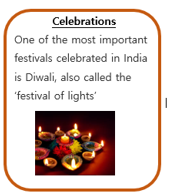 Celebrations
One of the most important
festivals celebrated in India
is Diwali, also called the
‘festival of lights’